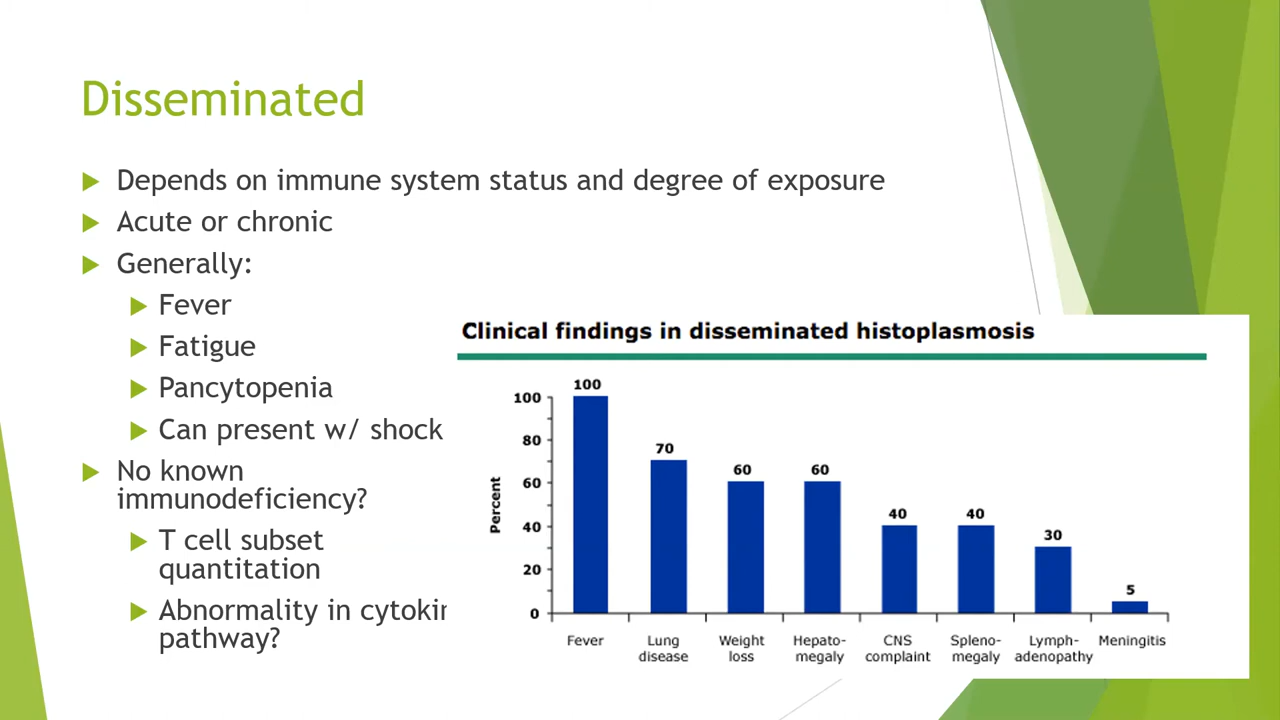 Disseminated
Depends on immune system status and degree of exposure
Acute or chronic
Generally:
Fever
Fatigue
Pancytopenia
Can present w/ shock
No known
immunodeficiency?
T cell subset
quantitation
Abnormality in
pathway?
Clinical findings in disseminated histoplasmosis
Percent
100
80
60
40
20
0
100
70
60
60
40
40
30
5
Fever
Lung
disease
Weight
loss
Hepato-
megaly
CNS
complaint
Spleno-
megaly
Lymph-
adenopathy
Meningitis